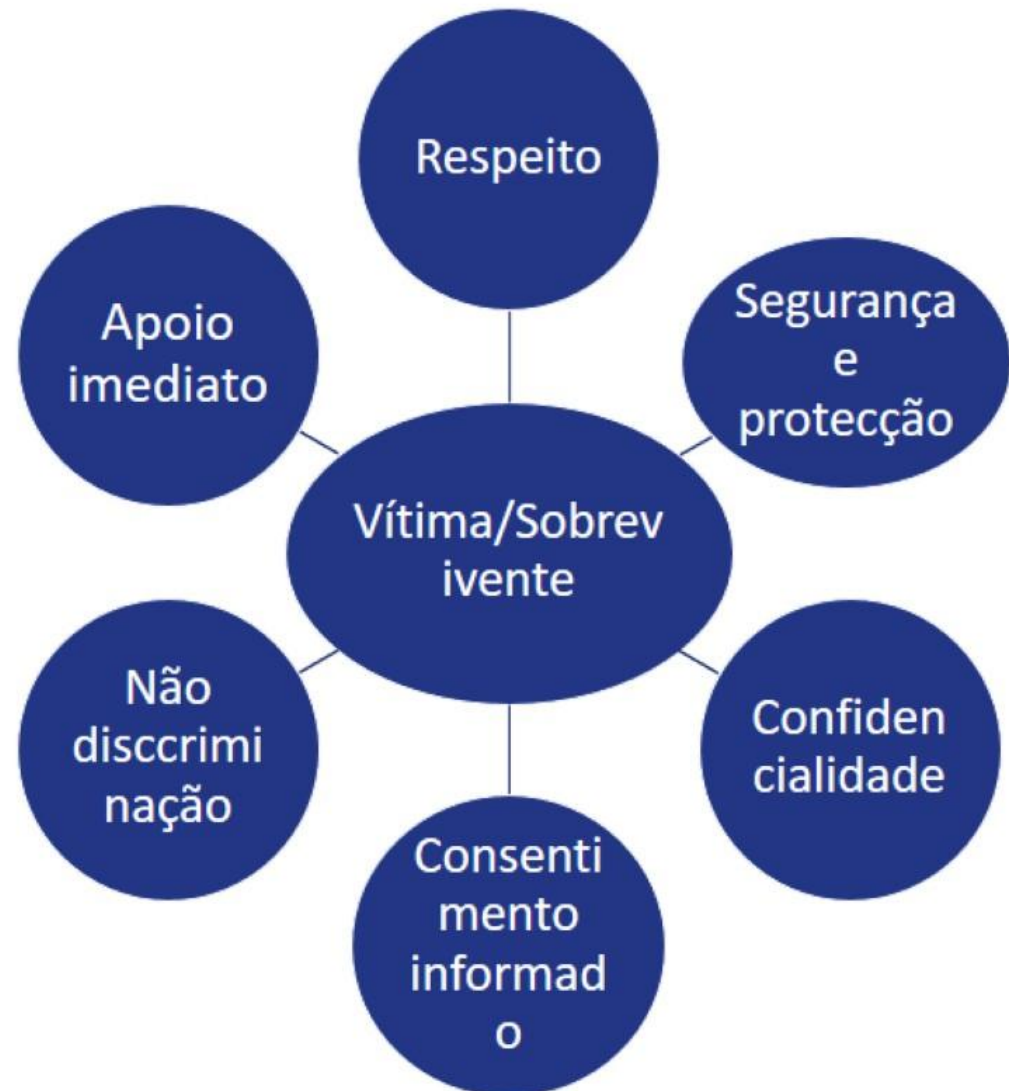 Respeito
Segurança
e
protecção
Apoio
imediato
Vítima/Sobrev
ivente
Não
disccrimi
nação
Confiden
cialidade
Consenti
mento
informad
o